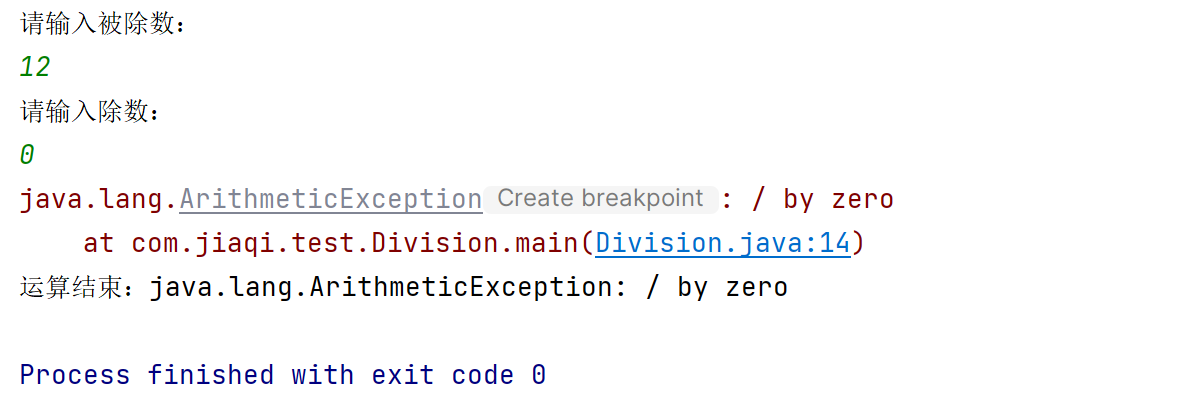 请输入被除数：
12
请输入除数：
0
java.lang.ArithmeticException Create breakpoint : / by zero
    at com.jiaqi.test.Division.main(Division.java:14)
运算结束：java.lang.ArithmeticException: / by zero
Process finished with exit code 0